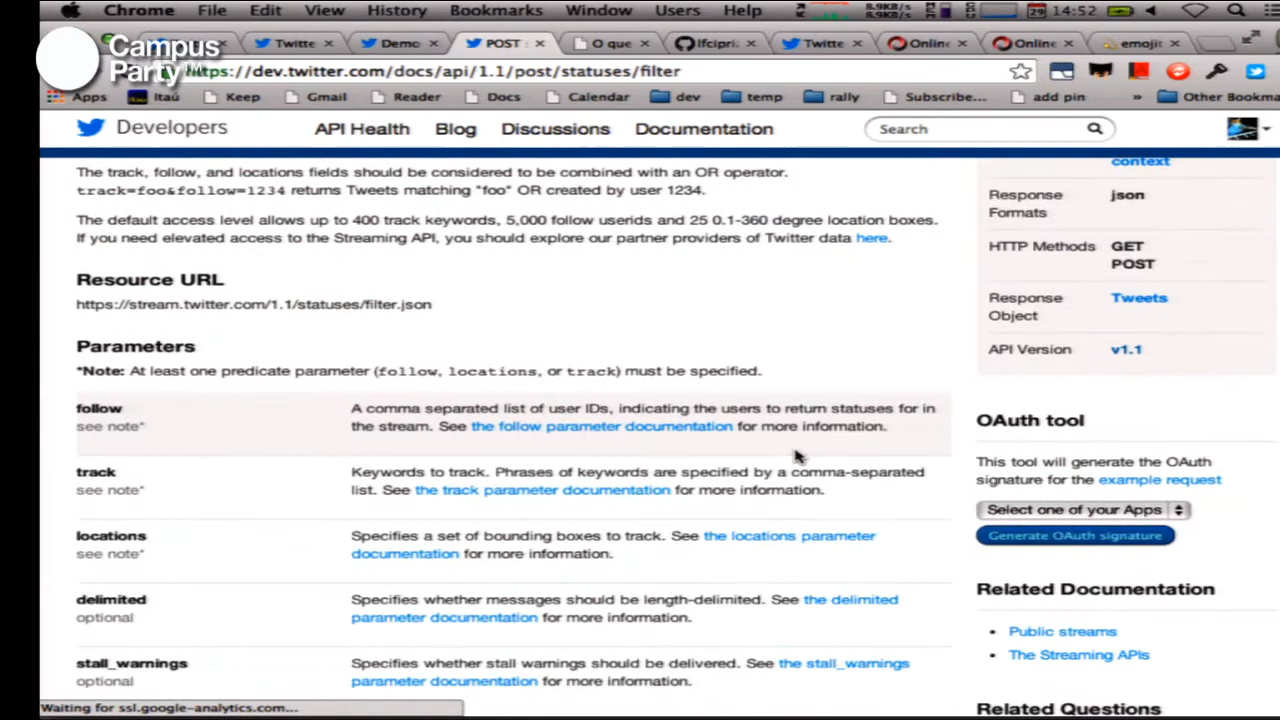 Chrome File Edit View History Bookmarks Window Users Help 8.9KB/s 8.9KB/s 29 14:52
Campus
Party™
Twitte × Demo × POST × O que × lfcipri × Twitte × Online × Online × emojit ×
https://dev.twitter.com/docs/api/1.1/post/statuses/filter
Apps Itaú Keep Gmail Reader Docs Calendar dev temp rally Subscribe... add pin » Other Bookma
Developers API Health Blog Discussions Documentation Search
The track, follow, and locations fields should be considered to be combined with an OR operator.
track=foo&follow=1234 returns Tweets matching "foo" OR created by user 1234.
The default access level allows up to 400 track keywords, 5,000 follow userids and 25 0.1-360 degree location boxes.
If you need elevated access to the Streaming API, you should explore our partner providers of Twitter data here.
Resource URL
https://stream.twitter.com/1.1/statuses/filter.json
Parameters
*Note: At least one predicate parameter (follow, locations, or track) must be specified.
follow
see note*
A comma separated list of user IDs, indicating the users to return statuses for in
the stream. See the follow parameter documentation for more information.
track
see note*
Keywords to track. Phrases of keywords are specified by a comma-separated
list. See the track parameter documentation for more information.
locations
see note*
Specifies a set of bounding boxes to track. See the locations parameter
documentation for more information.
delimited
optional
Specifies whether messages should be length-delimited. See the delimited
parameter documentation for more information.
stall_warnings
optional
Specifies whether stall warnings should be delivered. See the stall_warnings
parameter documentation for more information.
context
Response
Formats
json
HTTP Methods
GET
POST
Response
Object
Tweets
API Version v1.1
OAuth tool
This tool will generate the OAuth
signature for the example request
Select one of your Apps
Generate OAuth signature
Related Documentation
• Public streams
• The Streaming APIs
Related Questions
Waiting for ssl.google-analytics.com...